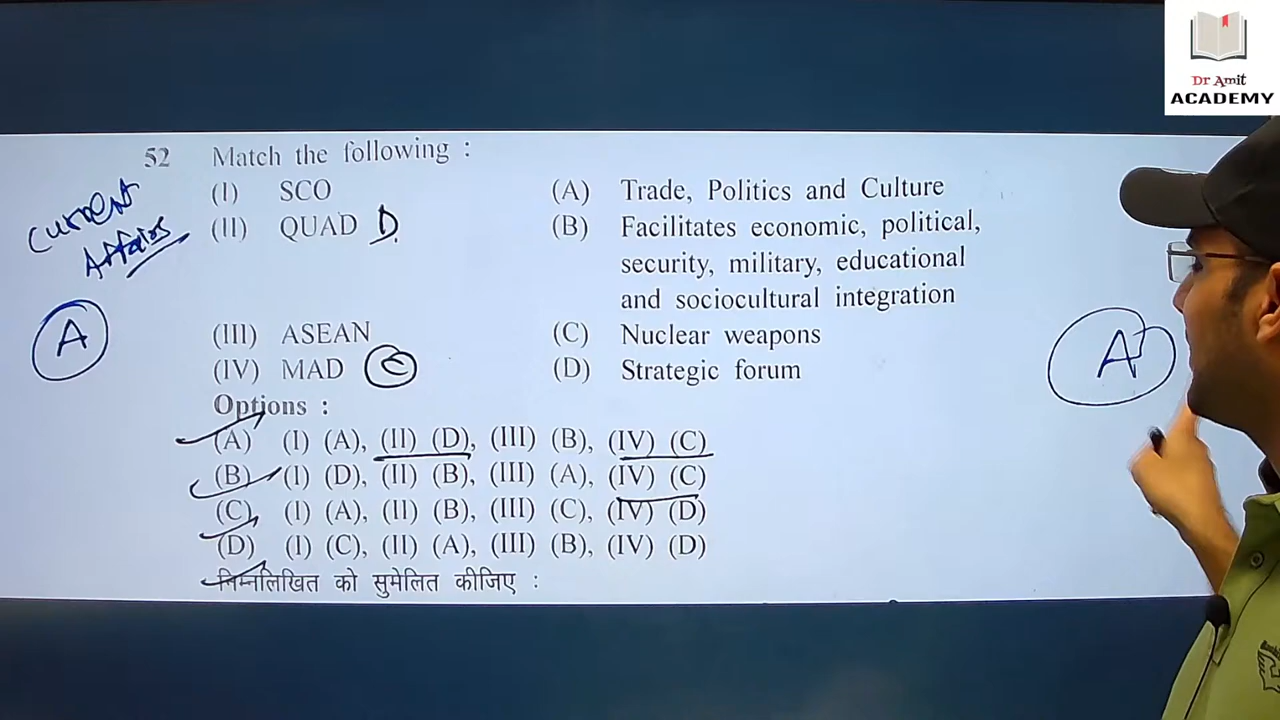 Dr Amit
ACADEMY
52 Match the following :
(I) SCO (A) Trade, Politics and Culture
(II) QUAD D (B) Facilitates economic, political,
security, military, educational
and sociocultural integration
Current
Affairs
A
(III) ASEAN (C) Nuclear weapons
(IV) MAD C (D) Strategic forum
A
Options :
(A) (I) (A), (II) (D), (III) (B), (IV) (C)
(B) (I) (D), (II) (B), (III) (A), (IV) (C)
(C) (I) (A), (II) (B), (III) (C), (IV) (D)
(D) (I) (C), (II) (A), (III) (B), (IV) (D)
निम्नलिखित को सुमेलित कीजिए :